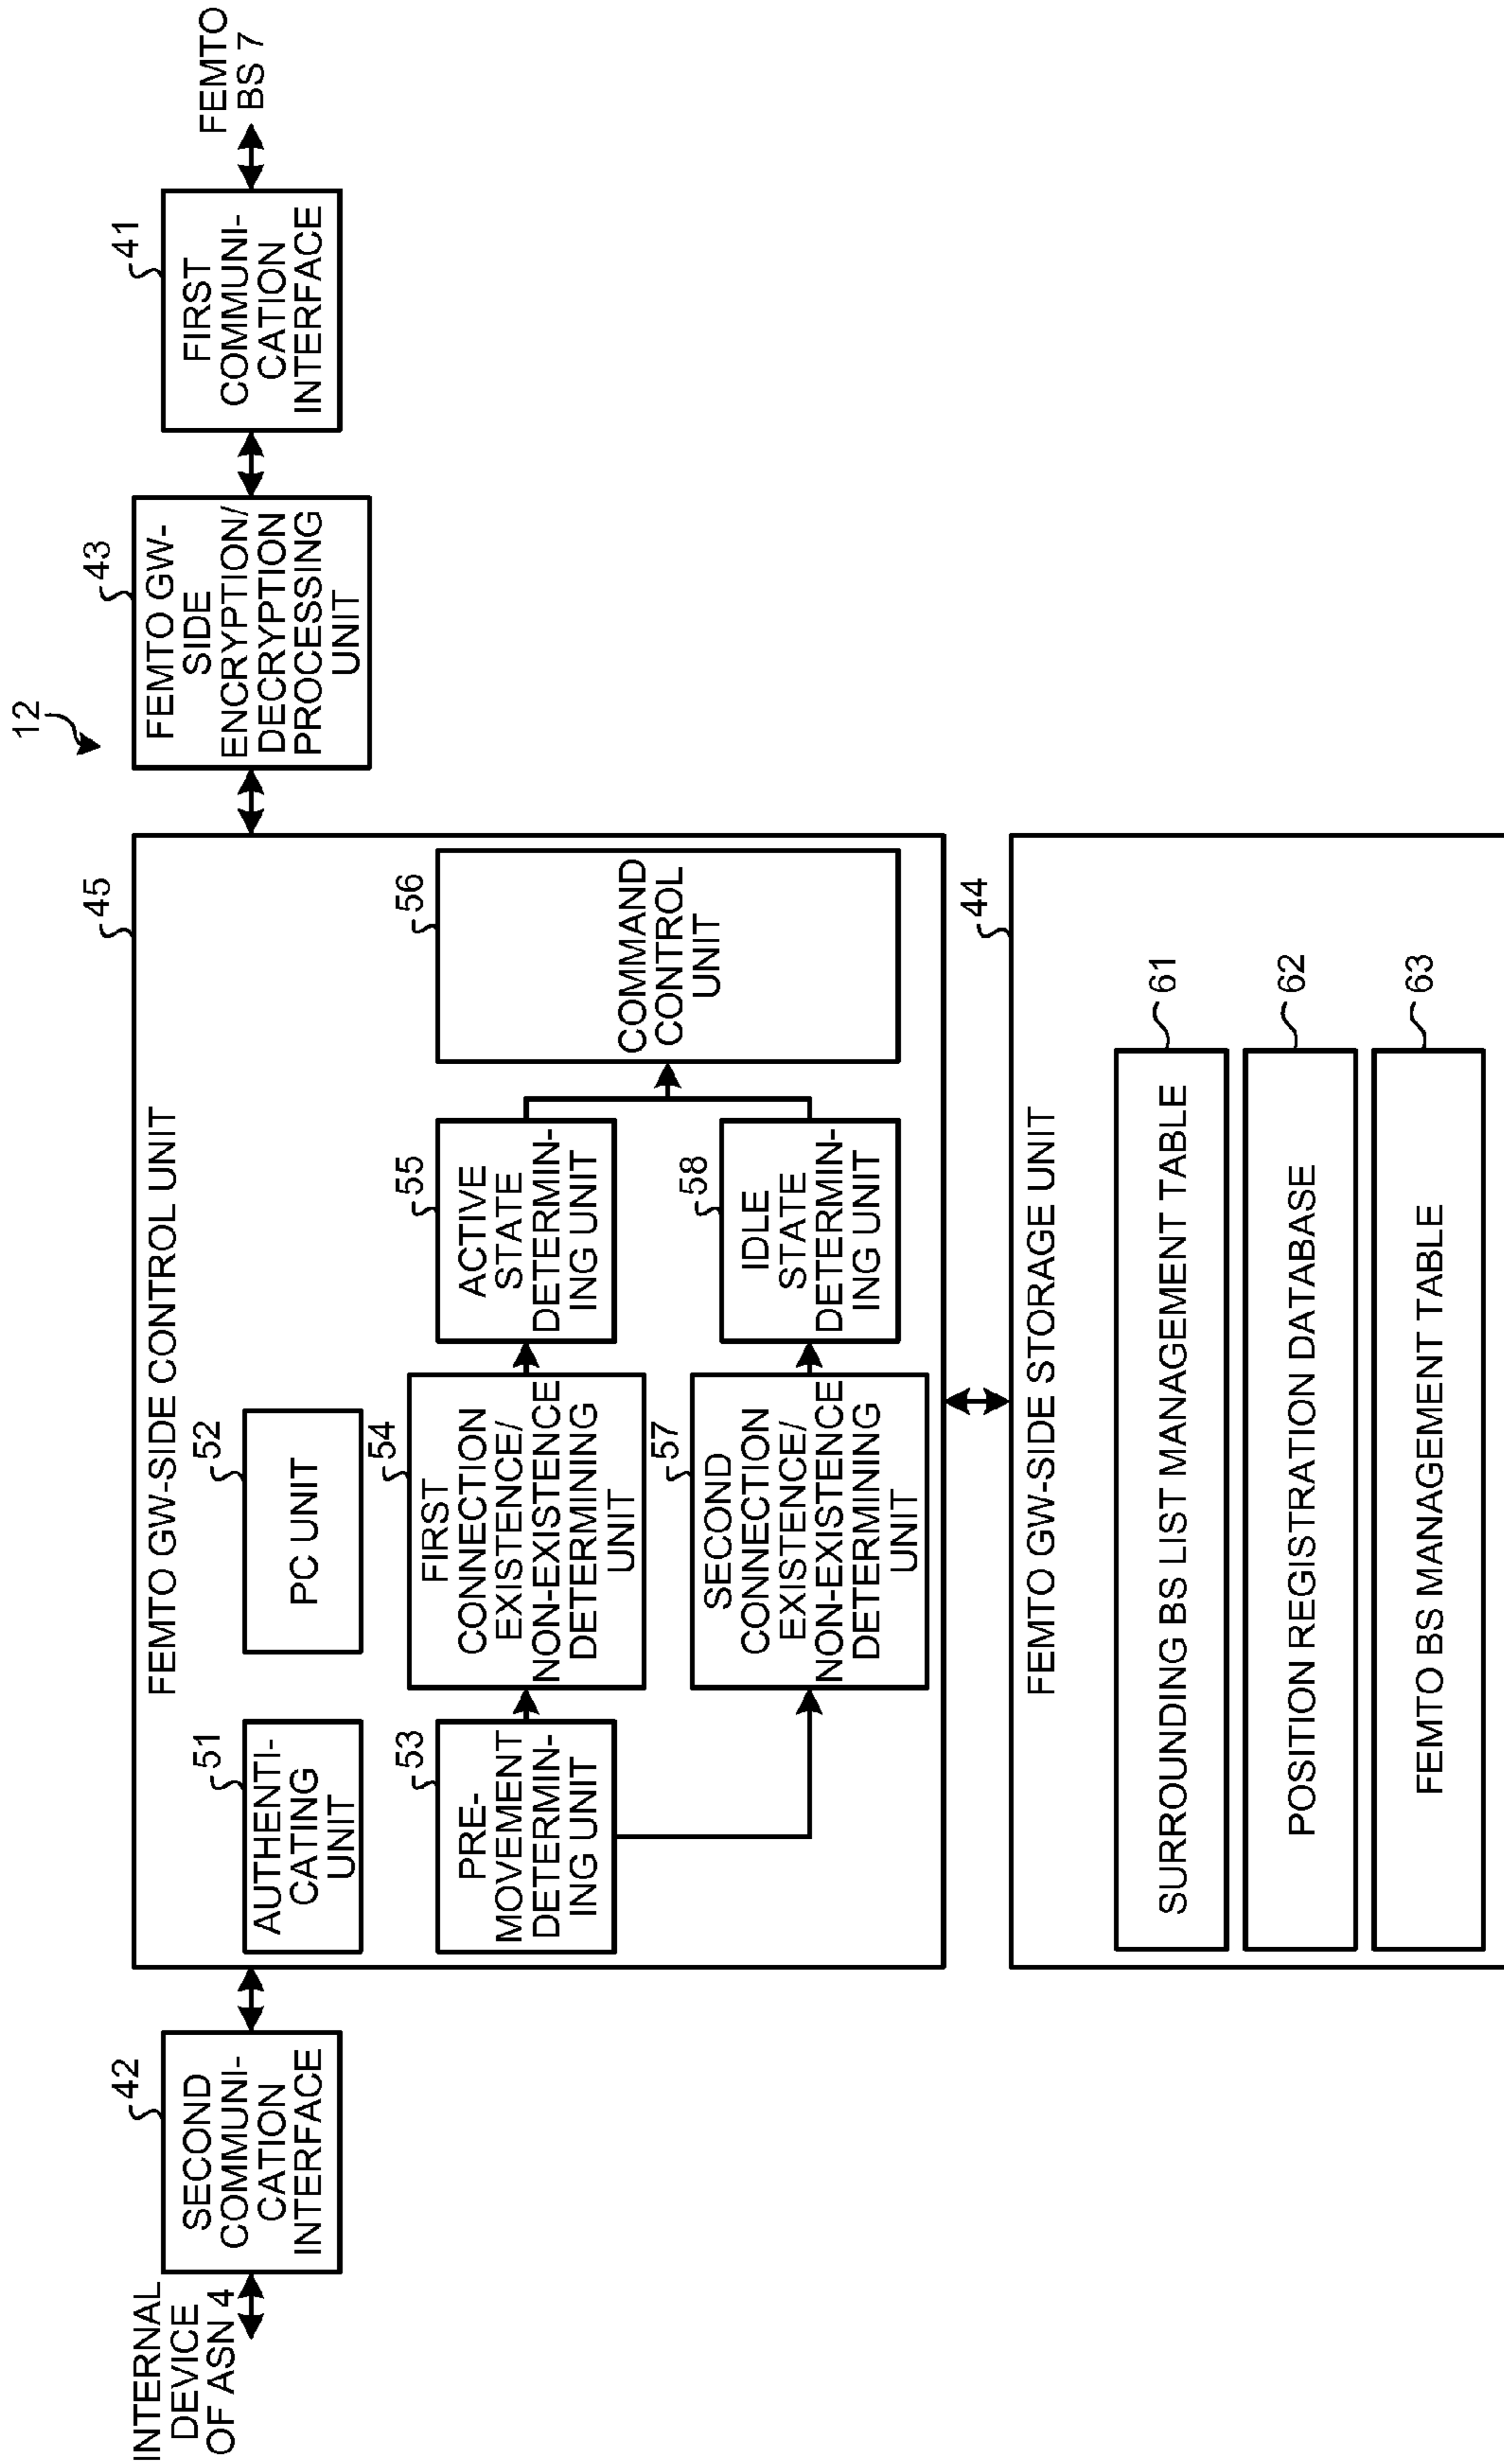 12
INTERNAL
DEVICE
OF ASN 4
42
SECOND
COMMUNI-
CATION
INTERFACE
45
FEMTO GW-SIDE CONTROL UNIT
51
AUTHENTI-
CATING
UNIT
52
PC UNIT
53
PRE-
MOVEMENT
DETERMIN-
ING UNIT
54
FIRST
CONNECTION
EXISTENCE/
NON-EXISTENCE
DETERMINING
UNIT
55
ACTIVE
STATE
DETERMIN-
ING UNIT
56
COMMAND
CONTROL
UNIT
57
SECOND
CONNECTION
EXISTENCE/
NON-EXISTENCE
DETERMINING
UNIT
58
IDLE
STATE
DETERMIN-
ING UNIT
43
FEMTO GW-
SIDE
ENCRYPTION/
DECRYPTION
PROCESSING
UNIT
41
FIRST
COMMUNI-
CATION
INTERFACE
FEMTO
BS 7
44
FEMTO GW-SIDE STORAGE UNIT
SURROUNDING BS LIST MANAGEMENT TABLE
61
POSITION REGISTRATION DATABASE
62
FEMTO BS MANAGEMENT TABLE
63